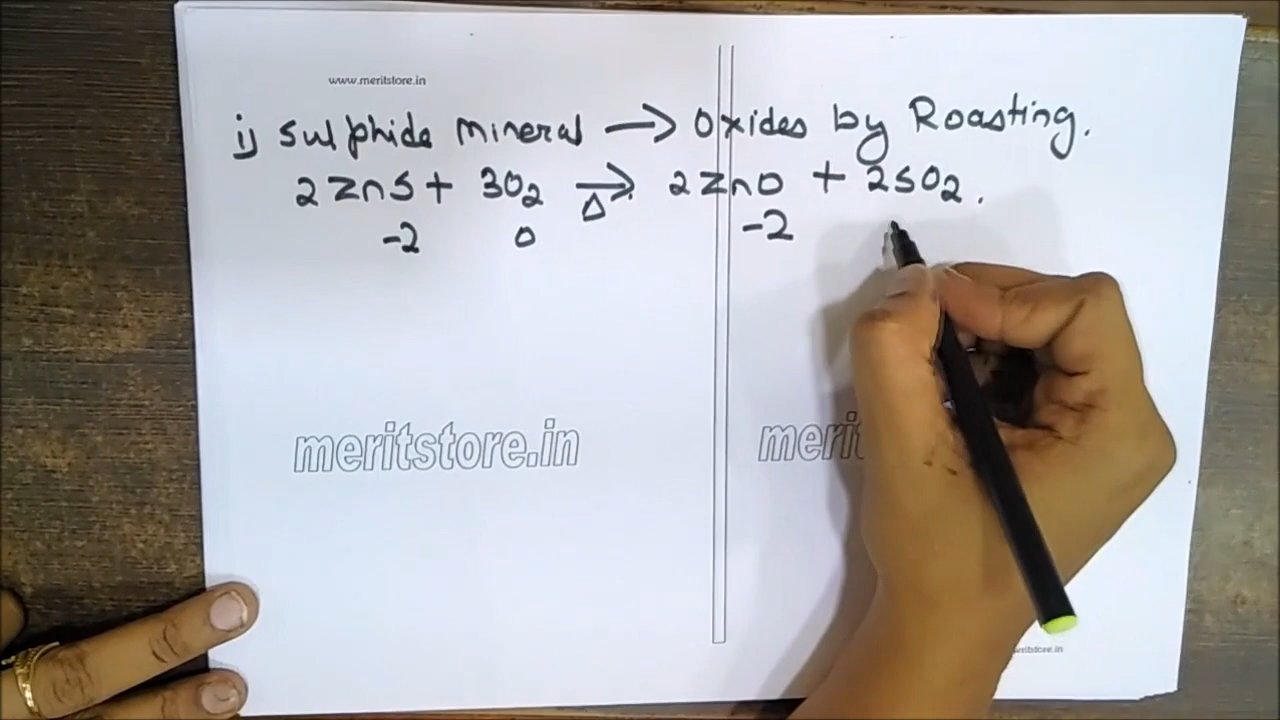 www.meritstore.in
i) sulphide mineral → Oxides by Roasting.
2ZnS + 3O₂ →Δ 2ZnO + 2SO₂.
-2 0 -2
meritstore.in
merit
eritstore.in